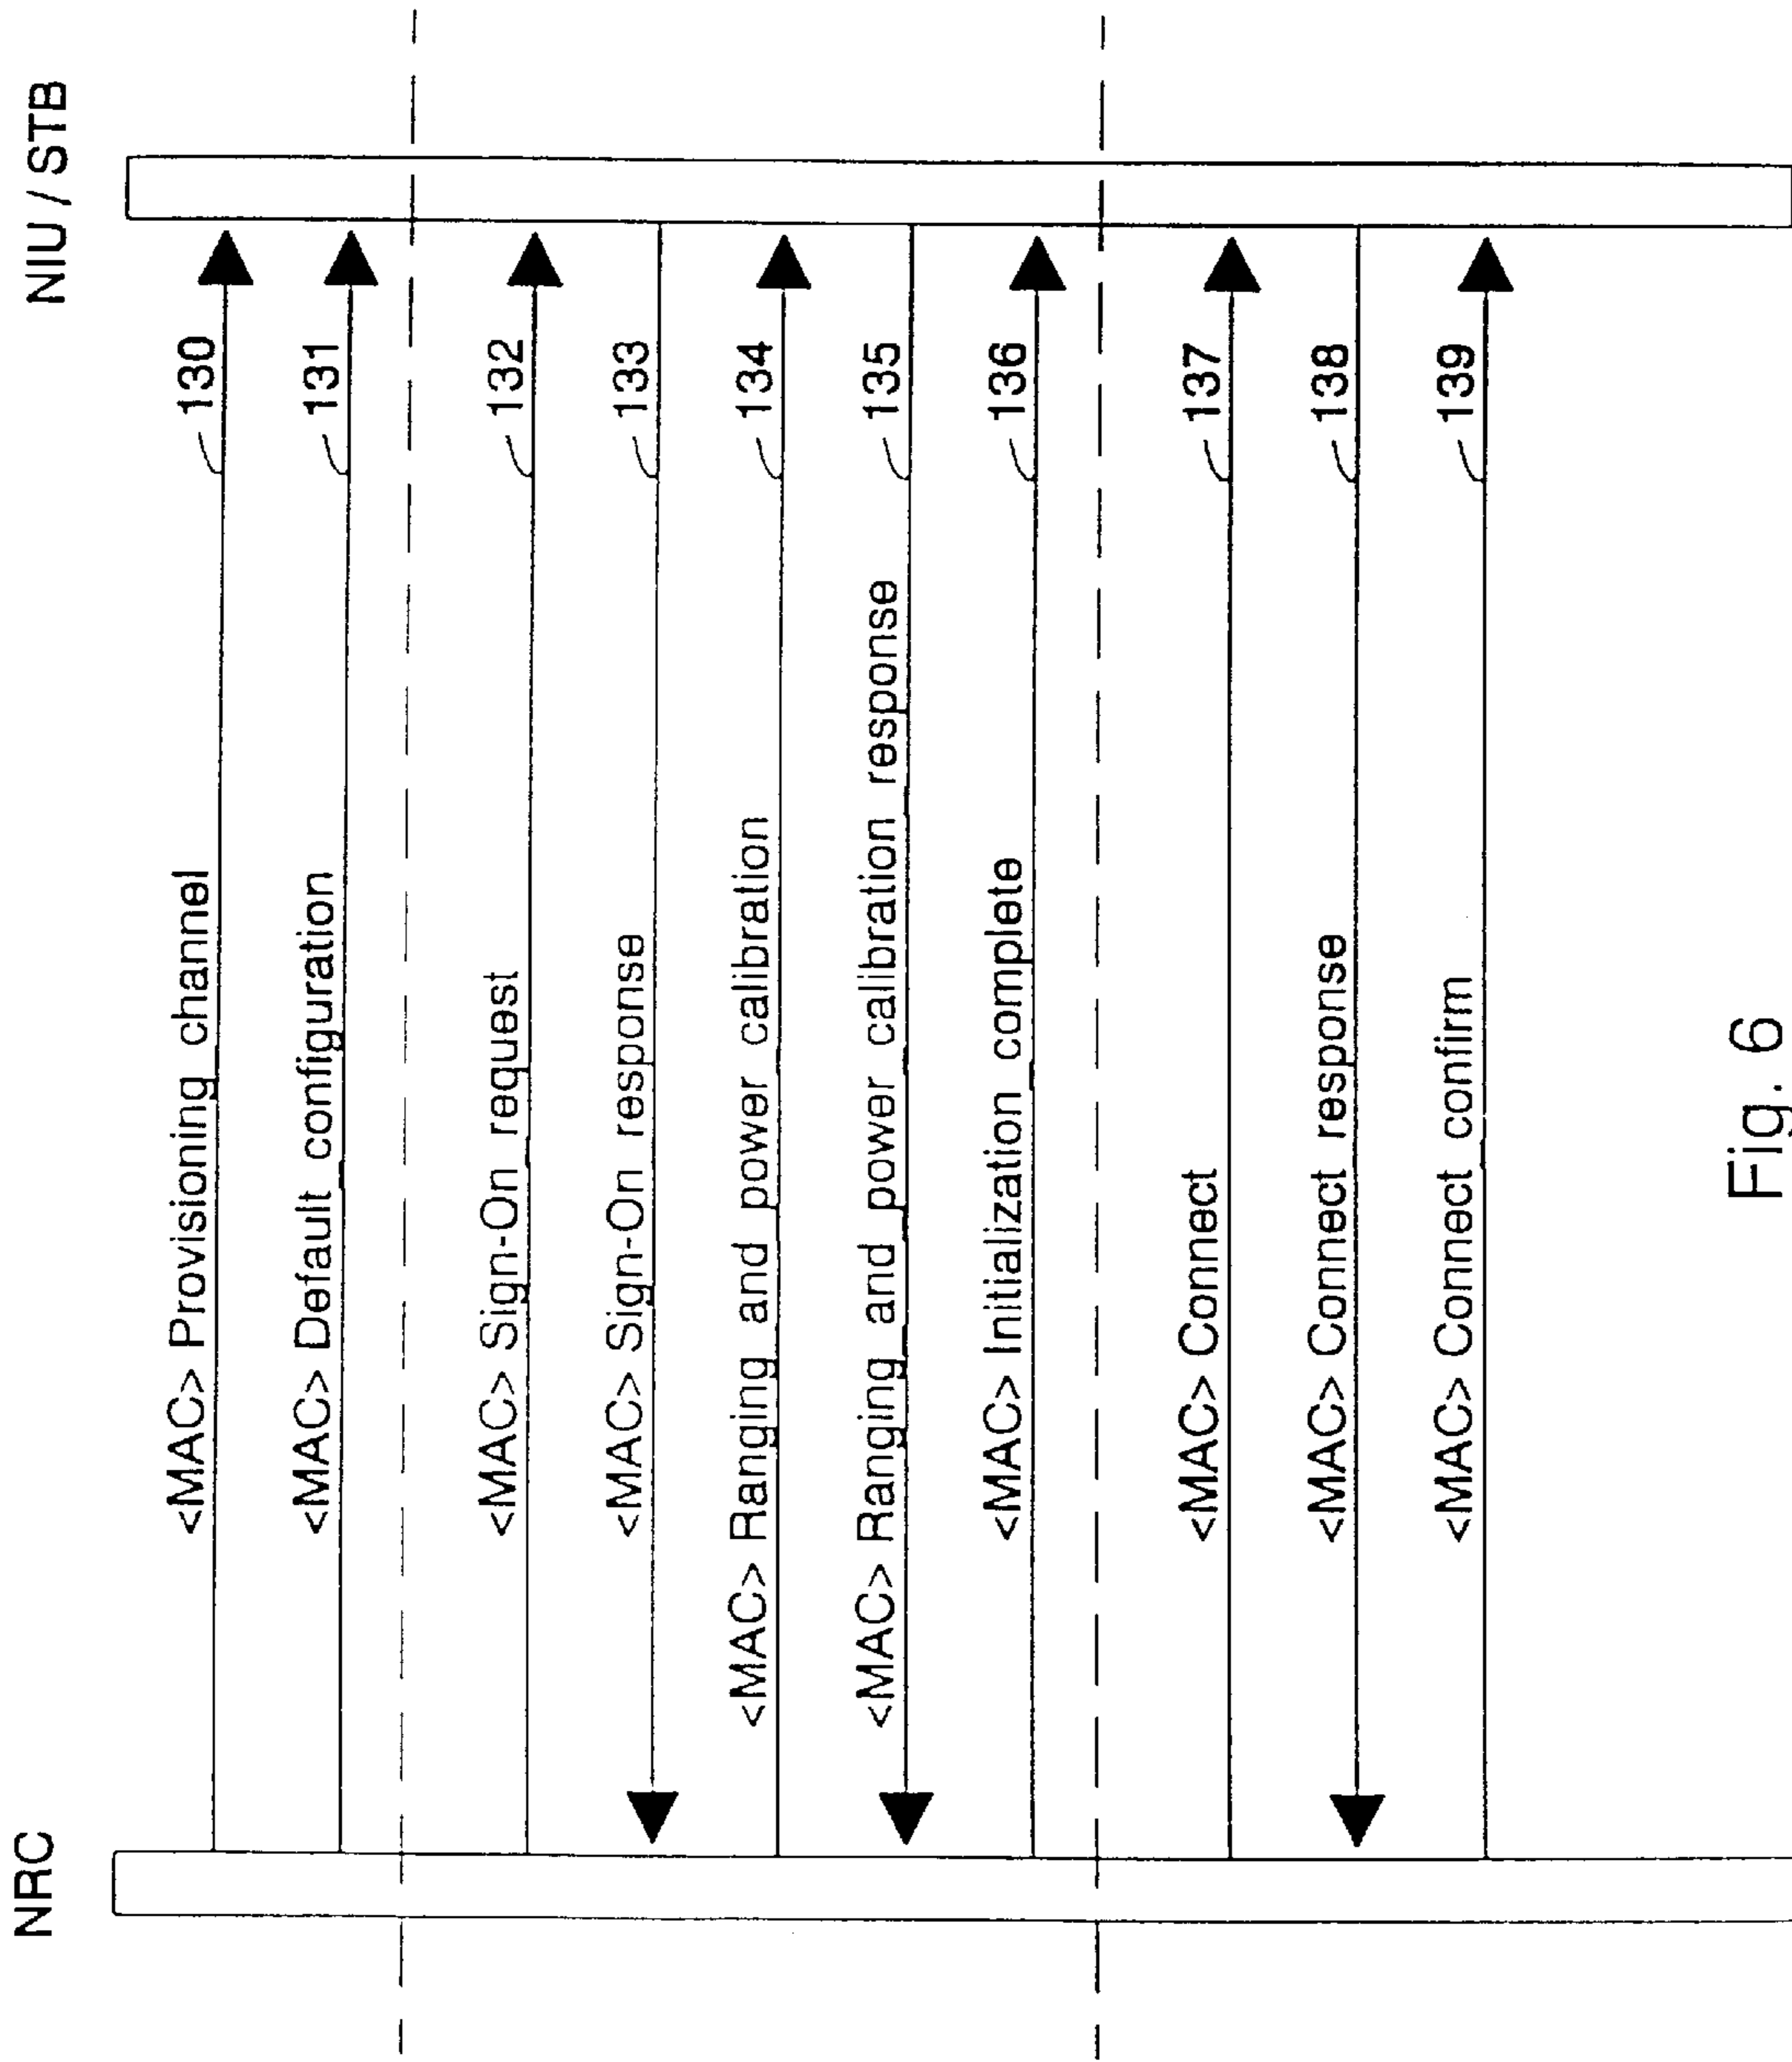 NRC
NIU / STB
<MAC> Provisioning channel
130
<MAC> Default configuration
131
<MAC> Sign-On request
132
<MAC> Sign-On response
133
<MAC> Ranging and power calibration
134
<MAC> Ranging and power calibration response
135
<MAC> Initialization complete
136
<MAC> Connect
137
<MAC> Connect response
138
<MAC> Connect confirm
139
Fig. 6